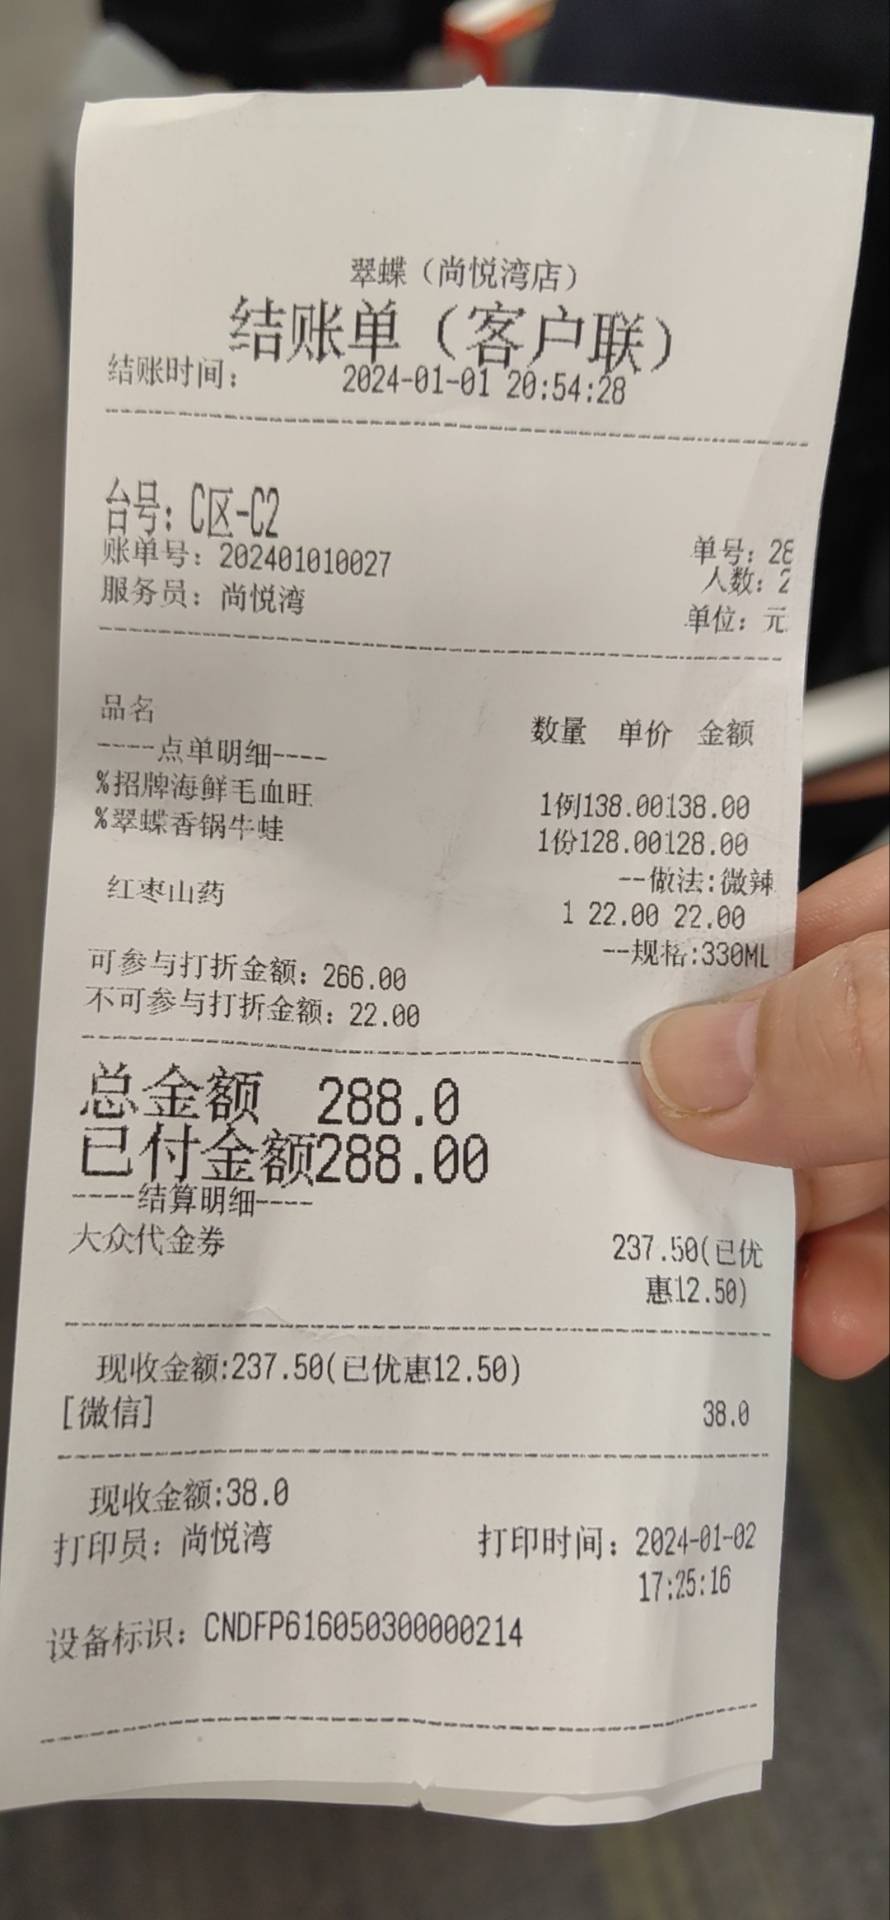 翠蝶（尚悦湾店）
结账单（客户联）
结账时间： 2024-01-01 20:54:28
台号：C区-C2
账单号：202401010027 单号：28
人数：2
服务员：尚悦湾 单位：元
品名 数量 单价 金额
----点单明细----
%招牌海鲜毛血旺 1例138.00138.00
%翠蝶香锅牛蛙 1份128.00128.00
--做法:微辣
红枣山药 1 22.00 22.00
--规格:330ML
可参与打折金额：266.00
不可参与打折金额：22.00
总金额 288.0
已付金额288.00
----结算明细----
大众代金券 237.50(已优
惠12.50)
现收金额:237.50(已优惠12.50)
[微信] 38.0
现收金额:38.0
打印员：尚悦湾 打印时间：2024-01-02
17:25:16
设备标识：CNDFP616050300000214